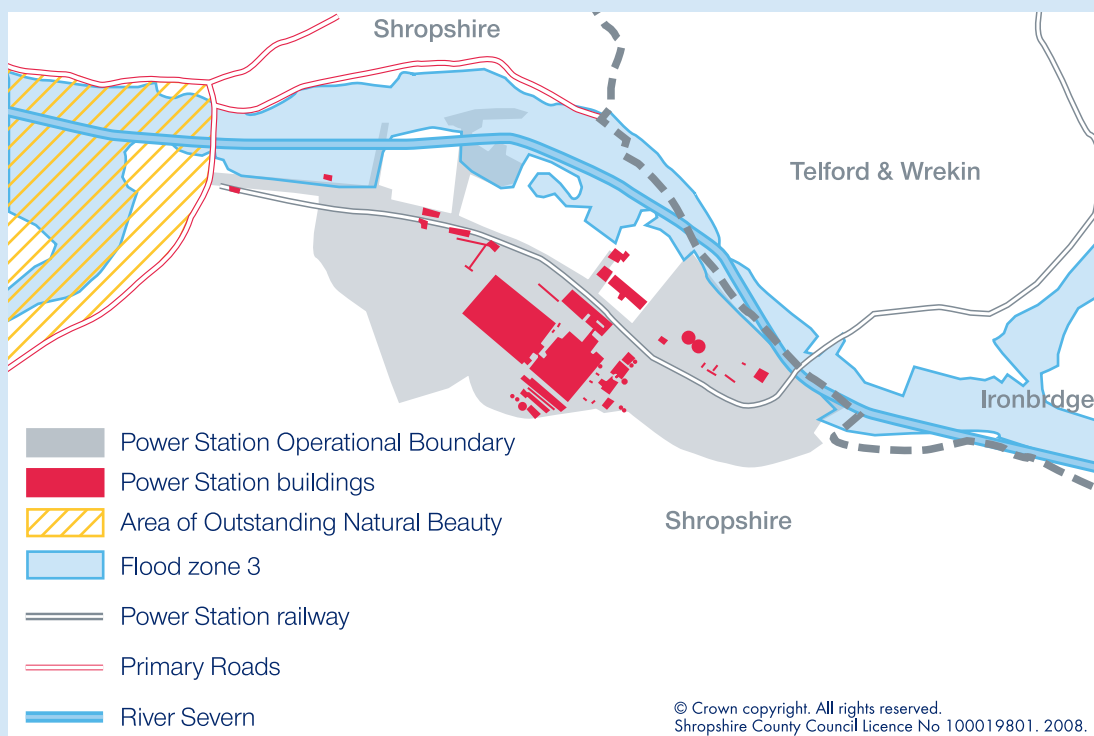 Shropshire
Telford & Wrekin
Ironbrdge
Shropshire
Power Station Operational Boundary
Power Station buildings
Area of Outstanding Natural Beauty
Flood zone 3
Power Station railway
Primary Roads
River Severn
© Crown copyright. All rights reserved.
Shropshire County Council Licence No 100019801. 2008.